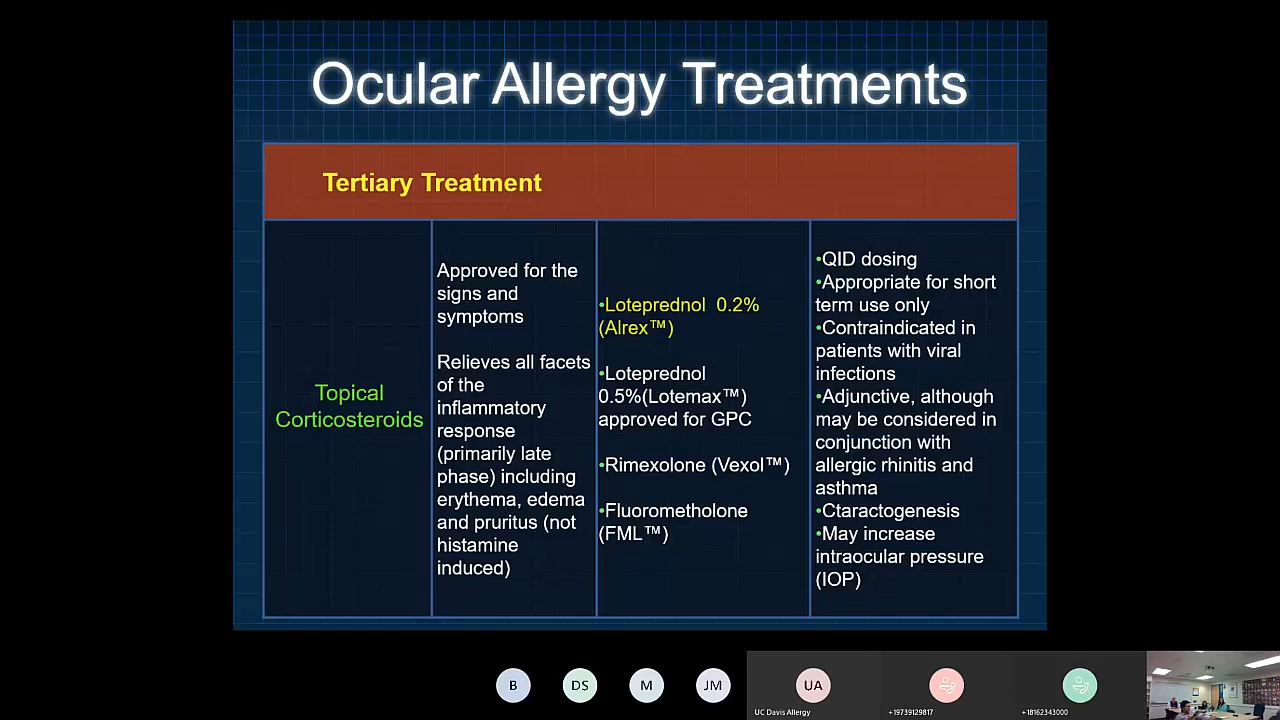 Ocular Allergy Treatments
Tertiary Treatment
Topical
Corticosteroids
Approved for the
signs and
symptoms
Relieves all facets
of the
inflammatory
response
(primarily late
phase) including
erythema, edema
and pruritus (not
histamine
induced)
•Loteprednol 0.2%
(Alrex™)
•Loteprednol
0.5%(Lotemax™)
approved for GPC
•Rimexolone (Vexol™)
•Fluorometholone
(FML™)
•QID dosing
•Appropriate for short
term use only
•Contraindicated in
patients with viral
infections
•Adjunctive, although
may be considered in
conjunction with
allergic rhinitis and
asthma
•Ctaractogenesis
•May increase
intraocular pressure
(IOP)
B
DS
M
JM
UA
UC Davis Allergy
+19739129817
+18162343000